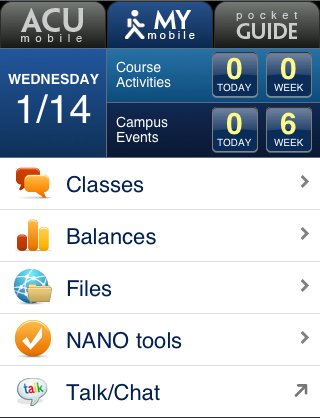 ACU
mobile
MY
mobile
pocket
GUIDE
WEDNESDAY
1/14
Course
Activities
0
TODAY
0
WEEK
Campus
Events
0
TODAY
6
WEEK
Classes
Balances
Files
NANO tools
talk
Talk/Chat